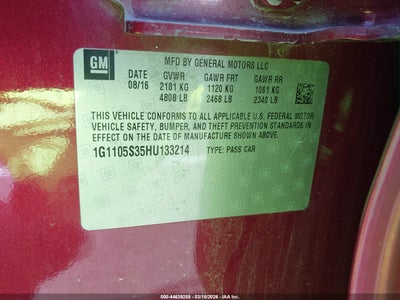 GM
MFD BY GENERAL MOTORS LLC
DATE GVWR GAWR FRT GAWR RR
08/16 2181 KG 1120 KG 1061 KG
4808 LB 2468 LB 2340 LB
THIS VEHICLE CONFORMS TO ALL APPLICABLE U.S. FEDERAL MOTOR
VEHICLE SAFETY, BUMPER, AND THEFT PREVENTION STANDARDS IN
EFFECT ON THE DATE OF MANUFACTURE SHOWN ABOVE.
1G1105S35HU133214 TYPE: PASS CAR
000-44639258 - 03/18/2026 - IAA Inc.